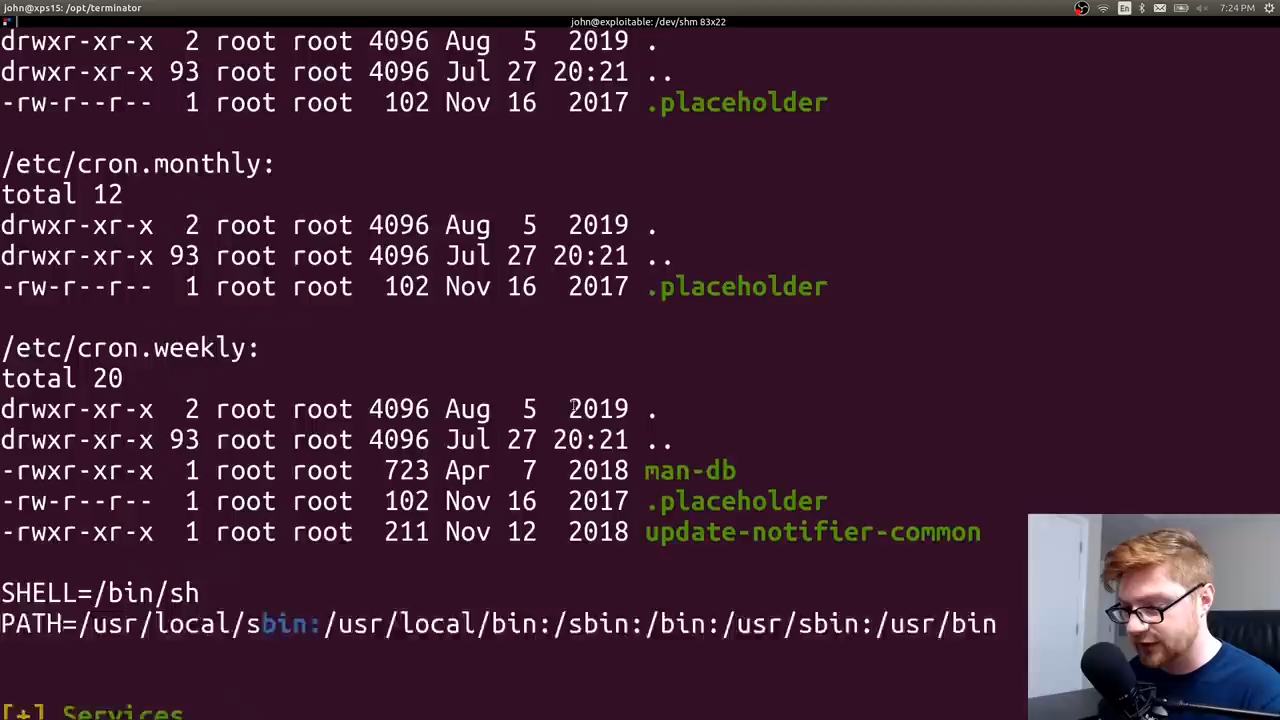 john@xps15: /opt/terminator
En
7:24 PM
john@exploitable: /dev/shm 83x22
drwxr-xr-x 2 root root 4096 Aug 5 2019 .
drwxr-xr-x 93 root root 4096 Jul 27 20:21 ..
-rw-r--r-- 1 root root 102 Nov 16 2017 .placeholder
/etc/cron.monthly:
total 12
drwxr-xr-x 2 root root 4096 Aug 5 2019 .
drwxr-xr-x 93 root root 4096 Jul 27 20:21 ..
-rw-r--r-- 1 root root 102 Nov 16 2017 .placeholder
/etc/cron.weekly:
total 20
drwxr-xr-x 2 root root 4096 Aug 5 2019 .
drwxr-xr-x 93 root root 4096 Jul 27 20:21 ..
-rwxr-xr-x 1 root root 723 Apr 7 2018 man-db
-rw-r--r-- 1 root root 102 Nov 16 2017 .placeholder
-rwxr-xr-x 1 root root 211 Nov 12 2018 update-notifier-common
SHELL=/bin/sh
PATH=/usr/local/sbin:/usr/local/bin:/sbin:/bin:/usr/sbin:/usr/bin
[+] Services